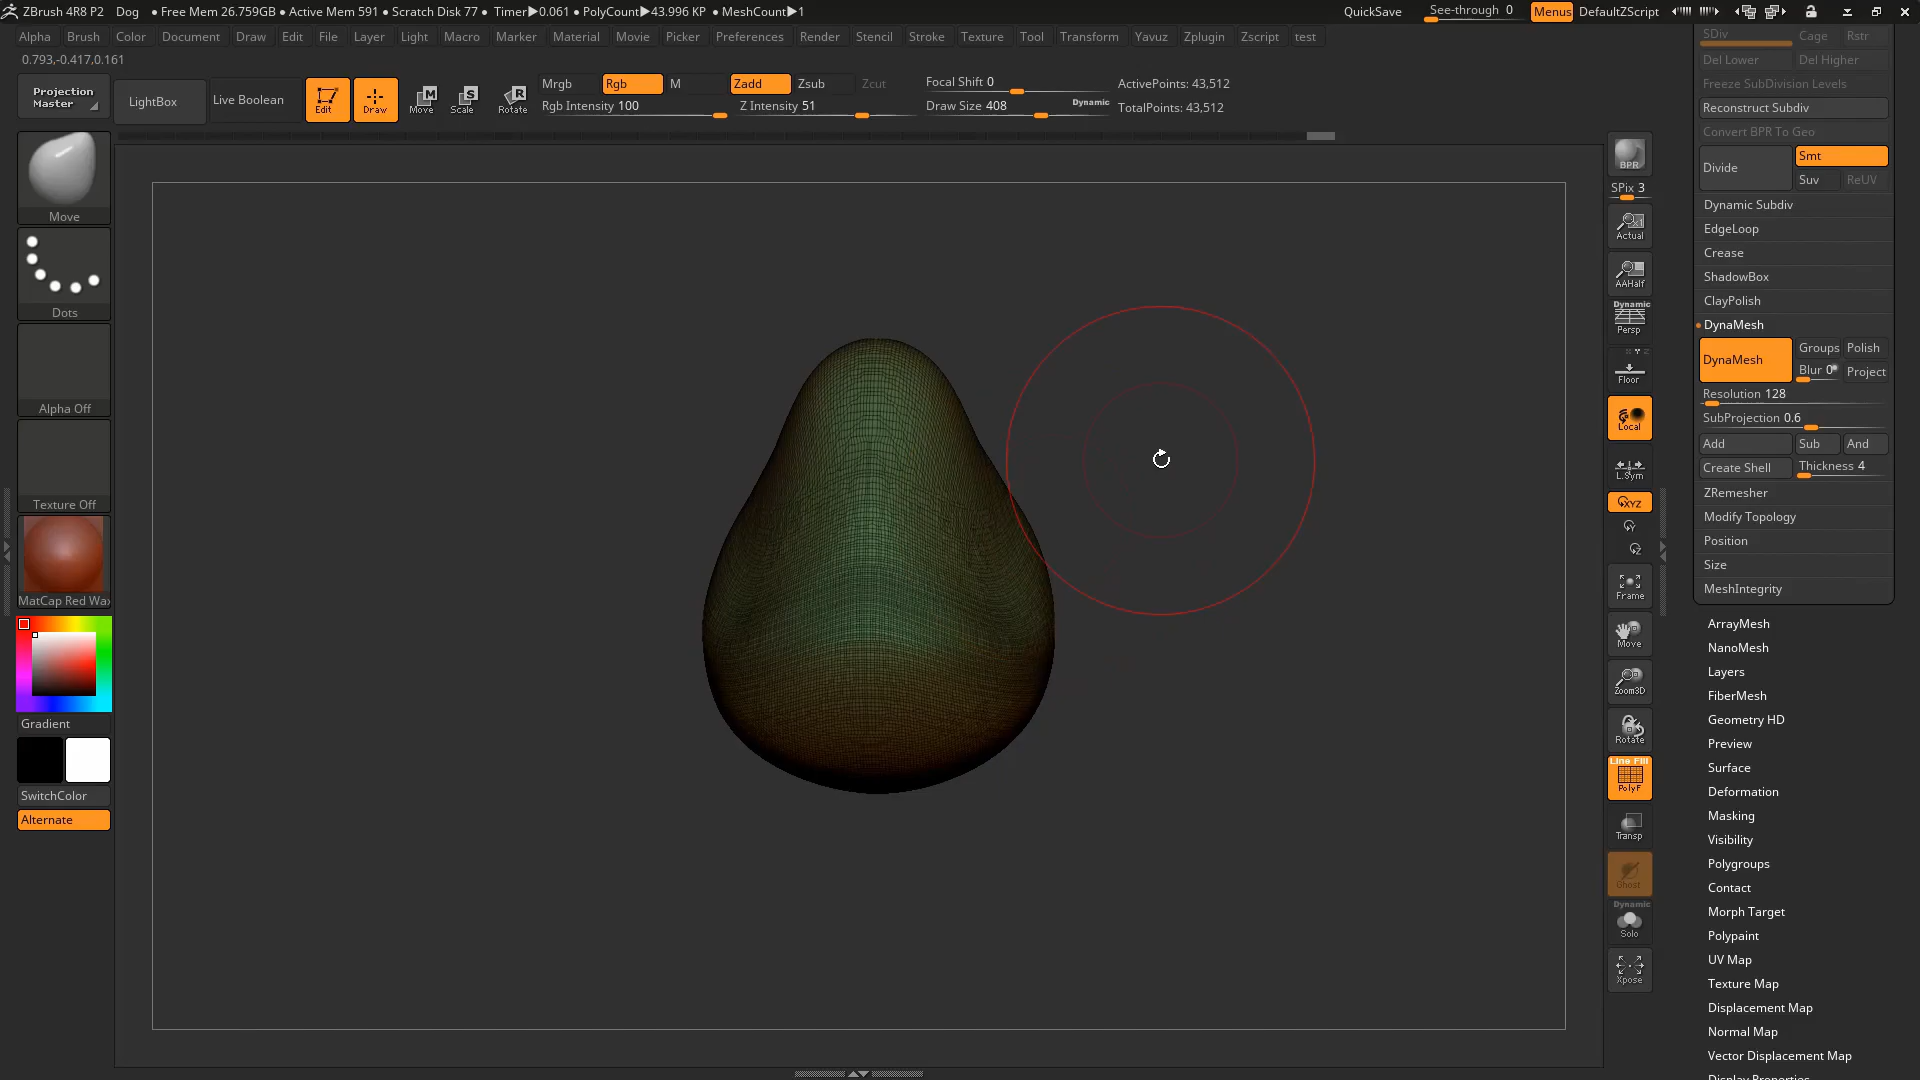 ZBrush 4R8 P2 Dog ● Free Mem 26.759GB ● Active Mem 591 ● Scratch Disk 77 ● Timer▶0.061 ● PolyCount▶43.996 KP ● MeshCount▶1 QuickSave See-through 0 Menus DefaultZScript
Alpha Brush Color Document Draw Edit File Layer Light Macro Marker Material Movie Picker Preferences Render Stencil Stroke Texture Tool Transform Yavuz Zplugin Zscript test
0.793,-0.417,0.161
Projection Master
LightBox
Live Boolean
Edit
Draw
Move
Scale
Rotate
M
S
R
Mrgb Rgb M Zadd Zsub Zcut
Rgb Intensity 100 Z Intensity 51
Focal Shift 0
Draw Size 408 Dynamic
ActivePoints: 43,512
TotalPoints: 43,512
Move
Dots
Alpha Off
Texture Off
MatCap Red Wax
Gradient
SwitchColor
Alternate
BPR
SPix 3
Actual
AAHalf
Dynamic
Persp
Floor
Local
L.Sym
XYZ
Y
Z
Frame
Move
Zoom3D
Rotate
Line Fill
PolyF
Transp
Ghost
Dynamic
Solo
Xpose
SDiv Cage Rstr
Del Lower Del Higher
Freeze SubDivision Levels
Reconstruct Subdiv
Convert BPR To Geo
Divide
Smt
Suv ReUV
Dynamic Subdiv
EdgeLoop
Crease
ShadowBox
ClayPolish
DynaMesh
DynaMesh
Groups Polish
Blur 0 Project
Resolution 128
SubProjection 0.6
Add Sub And
Create Shell Thickness 4
ZRemesher
Modify Topology
Position
Size
MeshIntegrity
ArrayMesh
NanoMesh
Layers
FiberMesh
Geometry HD
Preview
Surface
Deformation
Masking
Visibility
Polygroups
Contact
Morph Target
Polypaint
UV Map
Texture Map
Displacement Map
Normal Map
Vector Displacement Map
Display Properties